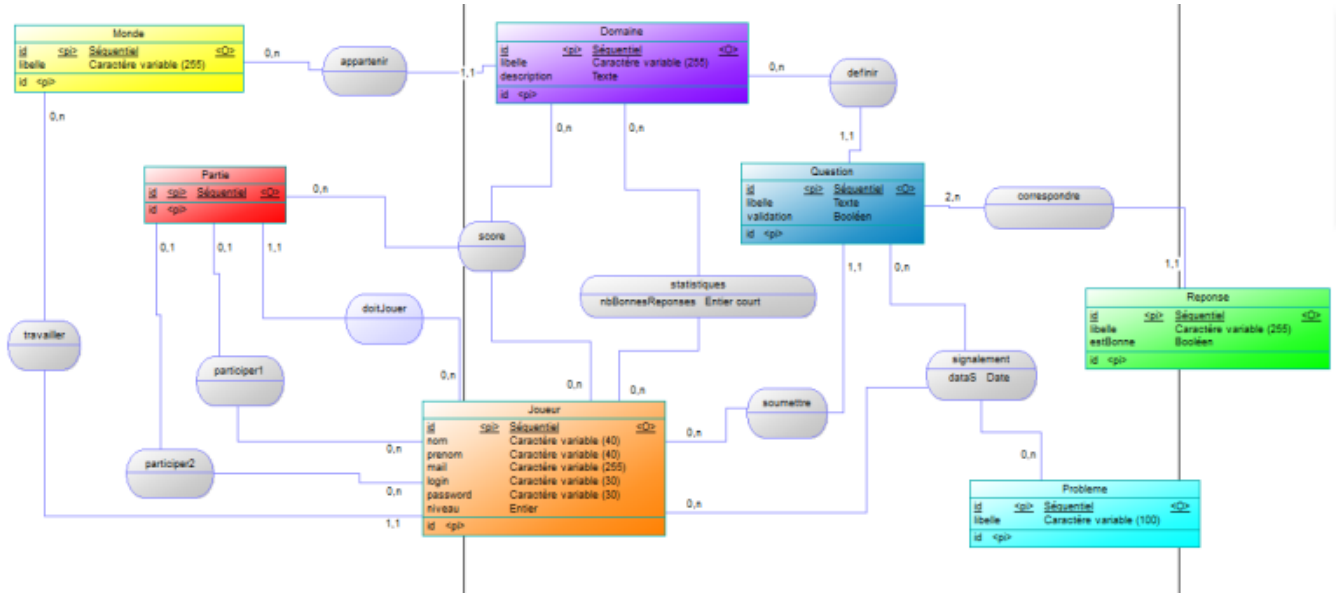 Monde
id <pi> Séquentiel <O>
libelle Caractère variable (255)
id <pi>
0,n
appartenir
1,1
Domaine
id <pi> Séquentiel <O>
libelle Caractère variable (255)
description Texte
id <pi>
0,n
definir
0,n
0,n
0,n
1,1
Partie
id <pi> Séquentiel <O>
id <pi>
0,n
Question
id <pi> Séquentiel <O>
libelle Texte
validation Booléen
id <pi>
2,n
correspondre
0,1
0,1
1,1
score
1,1
0,n
1,1
statistiques
nbBonnesReponses Entier court
Reponse
id <pi> Séquentiel <O>
libelle Caractère variable (255)
estBonne Booléen
id <pi>
doitJouer
travailler
participer1
signalement
dataS Date
0,n
0,n
0,n
soumettre
Joueur
id <pi> Séquentiel <O>
nom Caractère variable (40)
prenom Caractère variable (40)
mail Caractère variable (255)
login Caractère variable (30)
password Caractère variable (30)
niveau Entier
id <pi>
0,n
0,n
participer2
0,n
0,n
0,n
1,1
Probleme
id <pi> Séquentiel <O>
libelle Caractère variable (100)
id <pi>